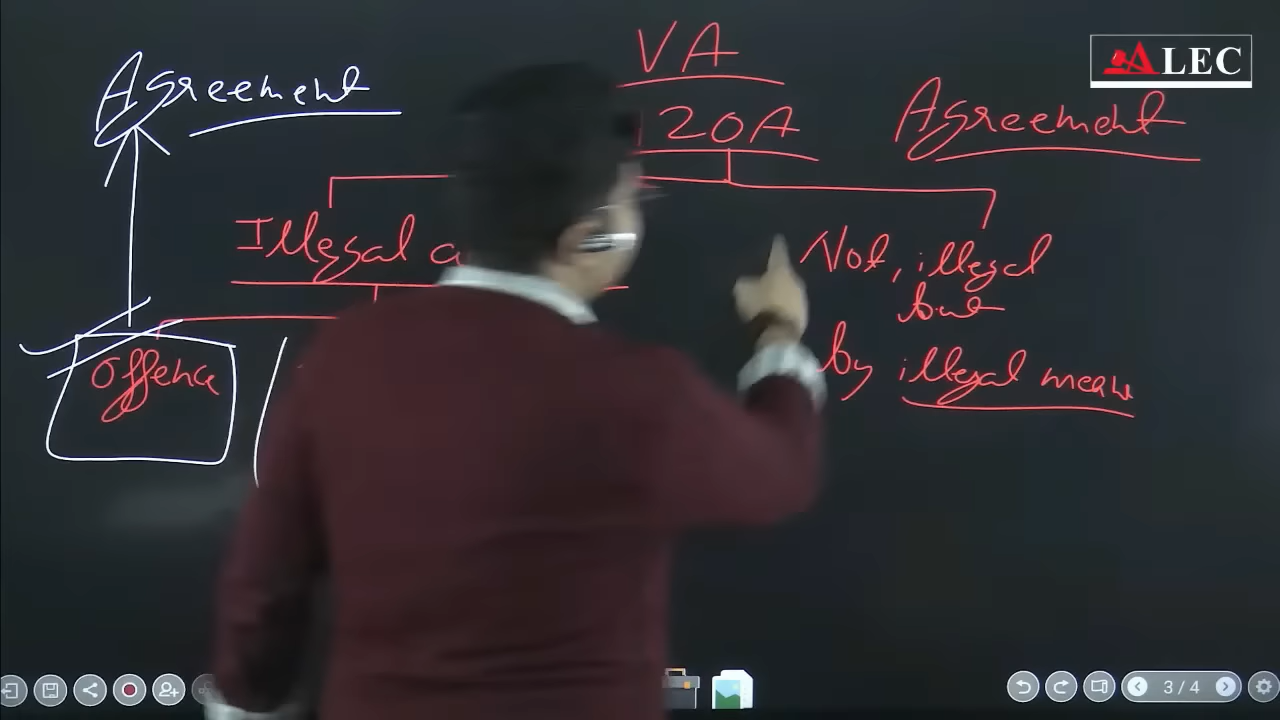 VA
120A
Agreement
Agreement
ALEC
Illegal
Not, illegal
but
by illegal means
Offence
3/4